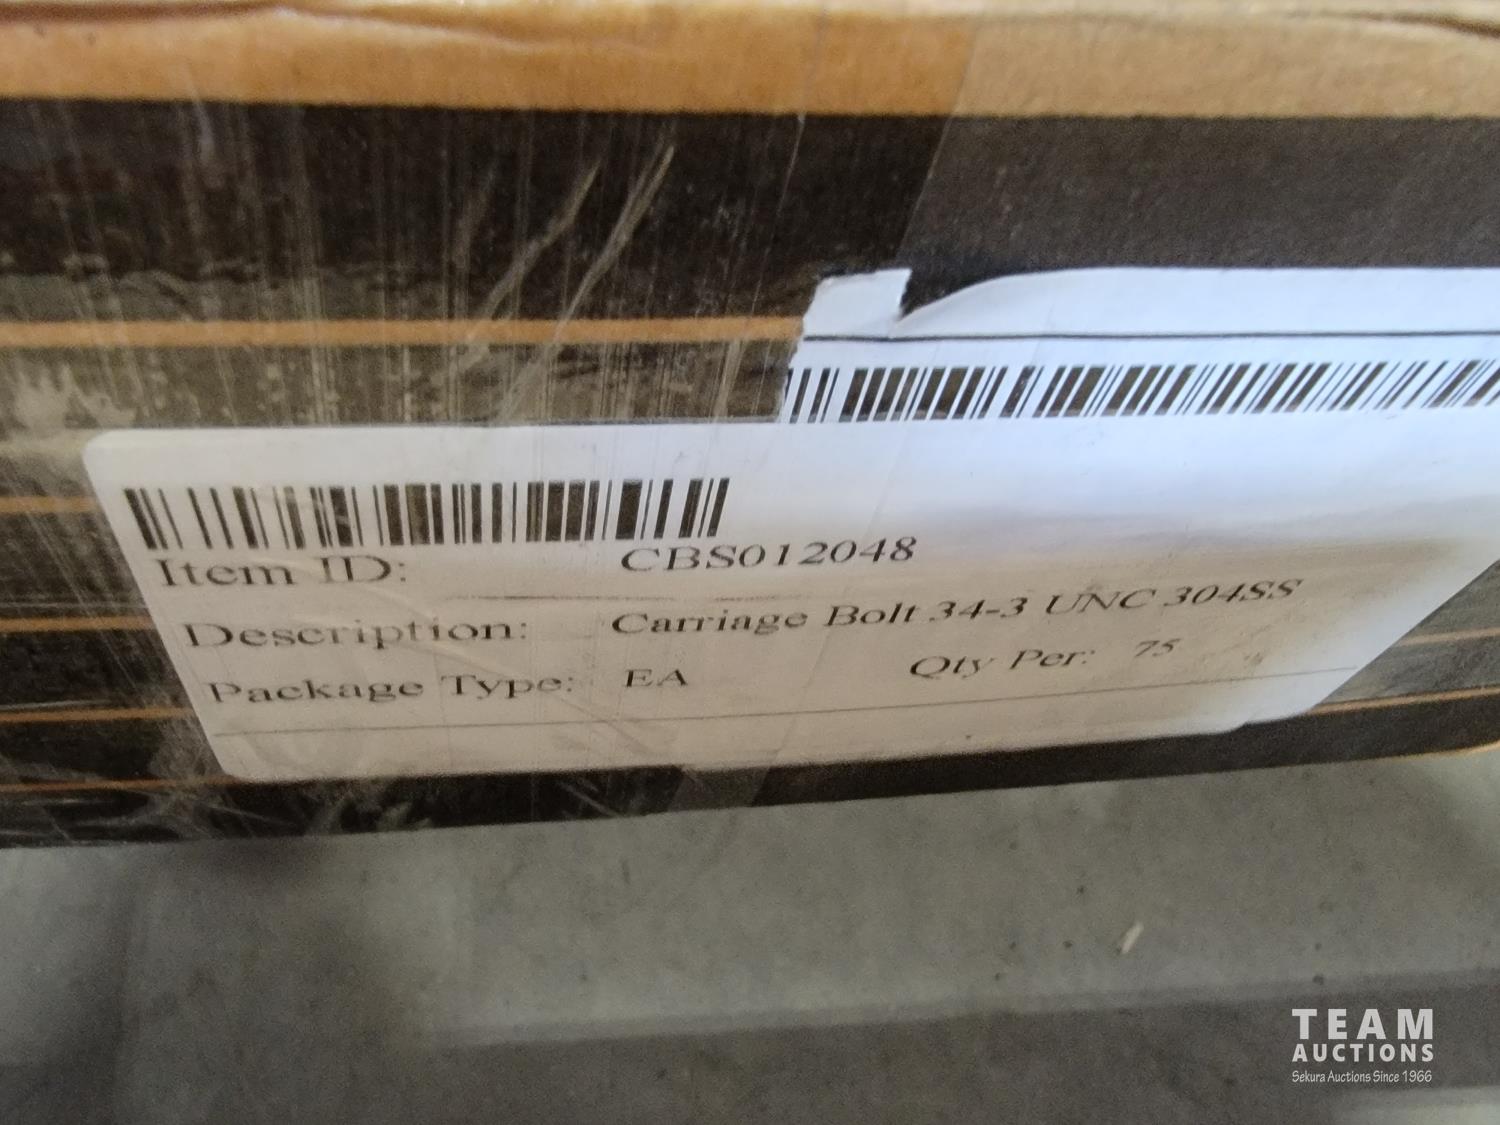 Item ID: CBS012048
Description: Carriage Bolt 34-3 UNC 304SS
Package Type: EA Qty Per: 75
TEAM
AUCTIONS
Sekura Auctions Since 1966